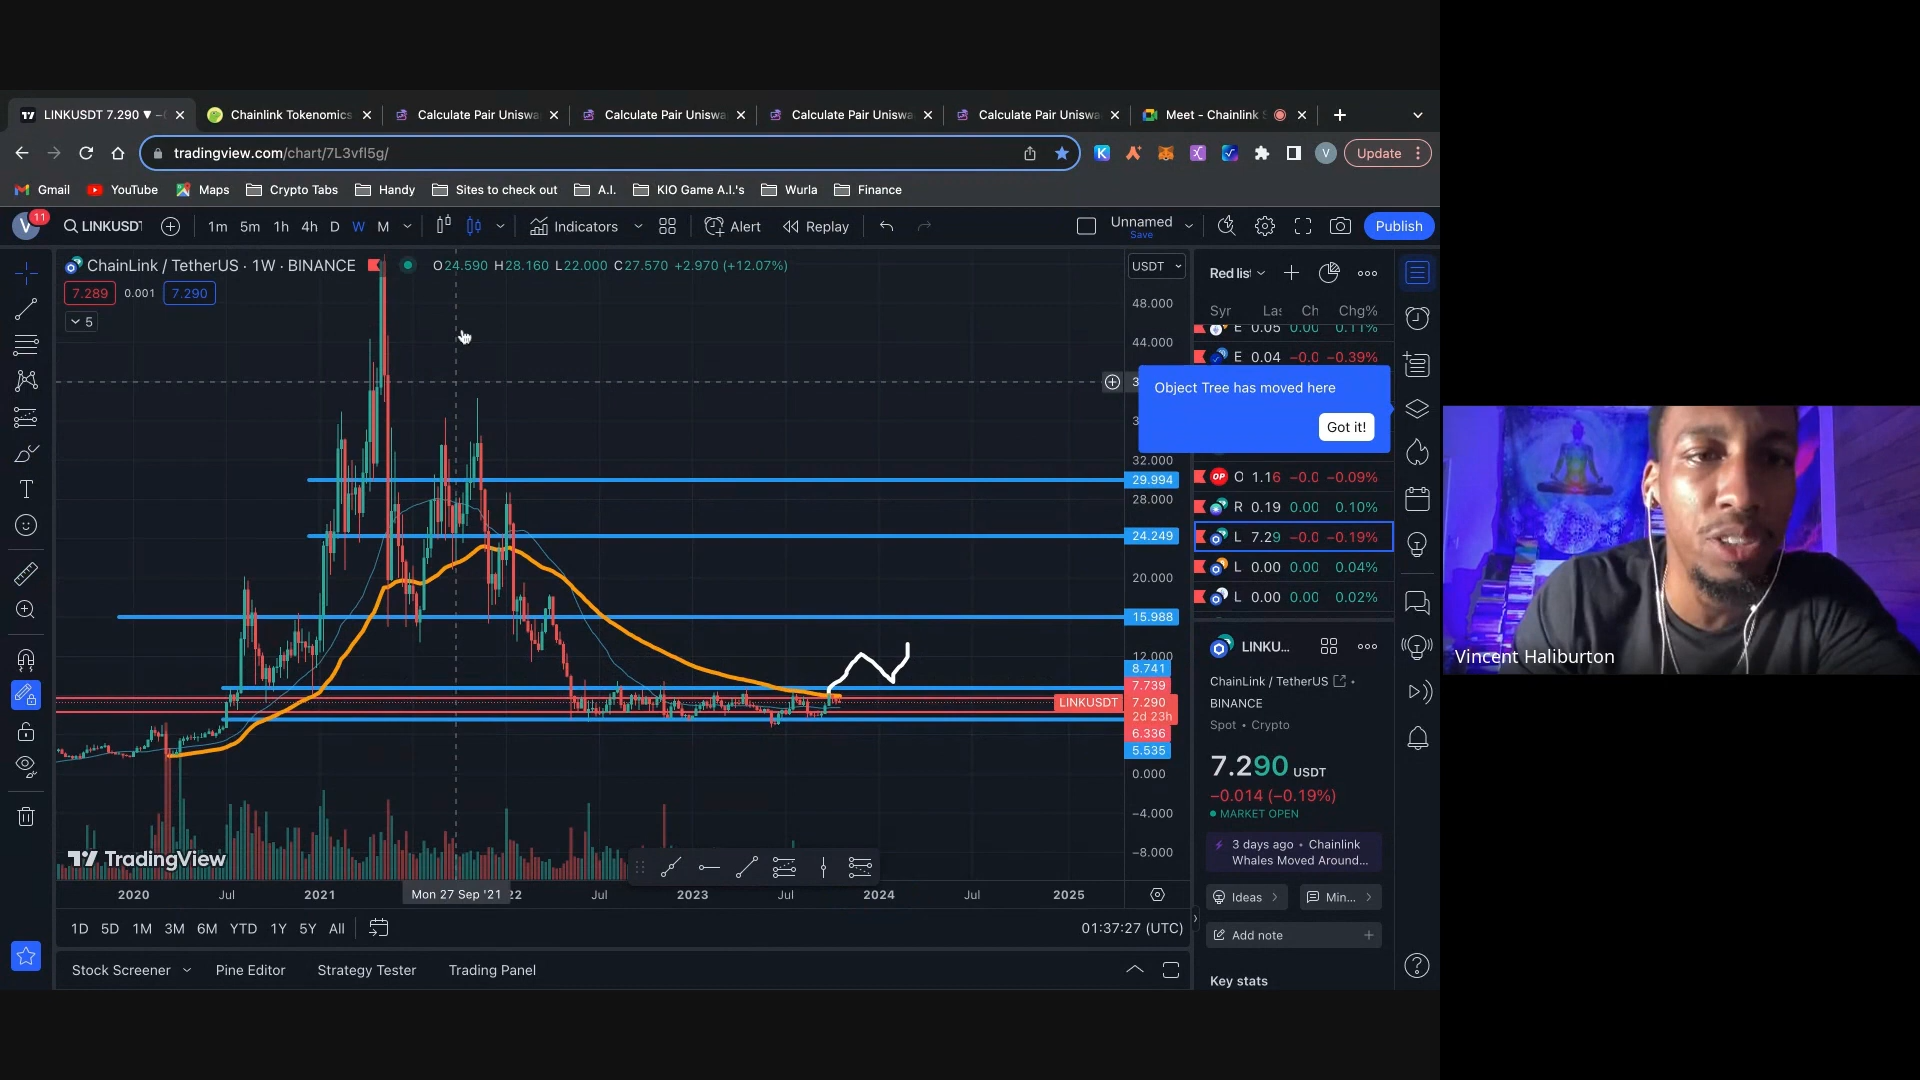 LINKUSDT 7.290 ▼ −
Chainlink Tokenomics
Calculate Pair Uniswa
Calculate Pair Uniswa
Calculate Pair Uniswa
Calculate Pair Uniswa
Meet - Chainlink S
tradingview.com/chart/7L3vfl5g/
K
V
Update
Gmail
YouTube
Maps
Crypto Tabs
Handy
Sites to check out
A.I.
KIO Game A.I.'s
Wurla
Finance
V 11
LINKUSDT
1m 5m 1h 4h D W M
Indicators
Alert
Replay
Unnamed
Save
Publish
ChainLink / TetherUS · 1W · BINANCE
O24.590 H28.160 L22.000 C27.570 +2.970 (+12.07%)
7.289 0.001 7.290
5
USDT
48.000
44.000
32.000
29.994
28.000
24.249
20.000
15.988
12.000
8.741
7.739
LINKUSDT 7.290
2d 23h
6.336
5.535
0.000
−4.000
−8.000
TradingView
2020 Jul 2021 Mon 27 Sep '21 22 Jul 2023 Jul 2024 Jul 2025
1D 5D 1M 3M 6M YTD 1Y 5Y All
01:37:27 (UTC)
Stock Screener
Pine Editor
Strategy Tester
Trading Panel
Red lis
Syr Las Ch Chg%
E 0.05 0.00 0.11%
E 0.04 −0.0 −0.39%
Object Tree has moved here
Got it!
OP O 1.16 −0.0 −0.09%
R 0.19 0.00 0.10%
L 7.29 −0.0 −0.19%
L 0.00 0.00 0.04%
L 0.00 0.00 0.02%
LINKU...
ChainLink / TetherUS •
BINANCE
Spot • Crypto
7.290 USDT
−0.014 (−0.19%)
MARKET OPEN
3 days ago • Chainlink
Whales Moved Around...
Ideas
Min...
Add note
Key stats
Vincent Haliburton